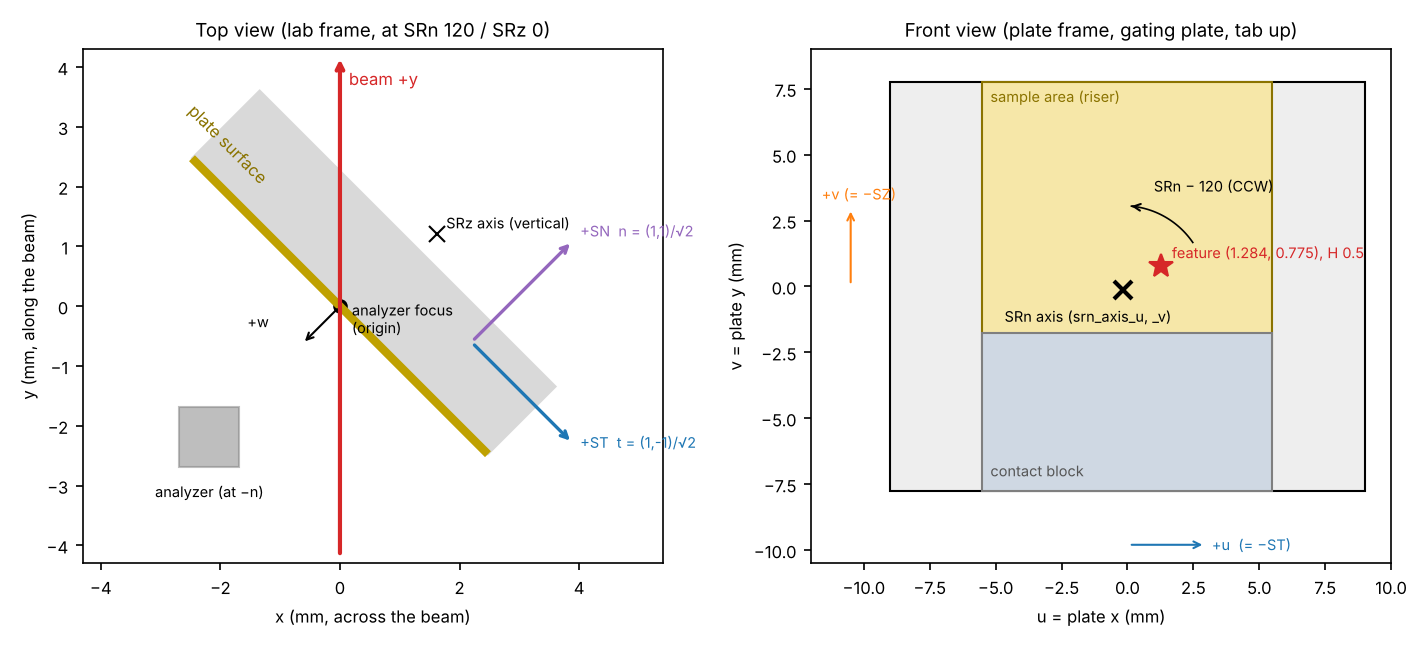 Top view (lab frame, at SRn 120 / SRz 0)
4
3
2
1
0
−1
−2
−3
−4
y (mm, along the beam)
beam +y
plate surface
SRz axis (vertical)
+SN n = (1,1)/√2
analyzer focus
(origin)
+w
+ST t = (1,-1)/√2
analyzer (at −n)
−4
−2
0
2
4
x (mm, across the beam)
Front view (plate frame, gating plate, tab up)
7.5
5.0
2.5
0.0
−2.5
−5.0
−7.5
−10.0
v = plate y (mm)
sample area (riser)
+v (= −SZ)
SRn − 120 (CCW)
feature (1.284, 0.775), H 0.5
SRn axis (srn_axis_u, _v)
contact block
+u (= −ST)
−10.0
−7.5
−5.0
−2.5
0.0
2.5
5.0
7.5
10.0
u = plate x (mm)